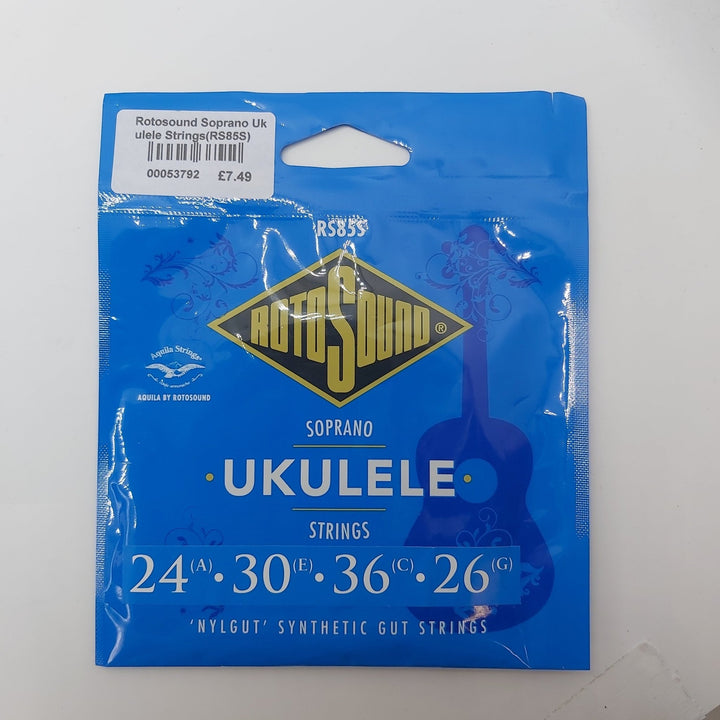 Rotosound Soprano Uk
ulele Strings(RS85S)
00053792 £7.49
RS85S
ROTOSOUND®
Aquila Strings
AQUILA BY ROTOSOUND
SOPRANO
·UKULELE·
STRINGS
24(A)·30(E)·36(C)·26(G)
'NYLGUT' SYNTHETIC GUT STRINGS